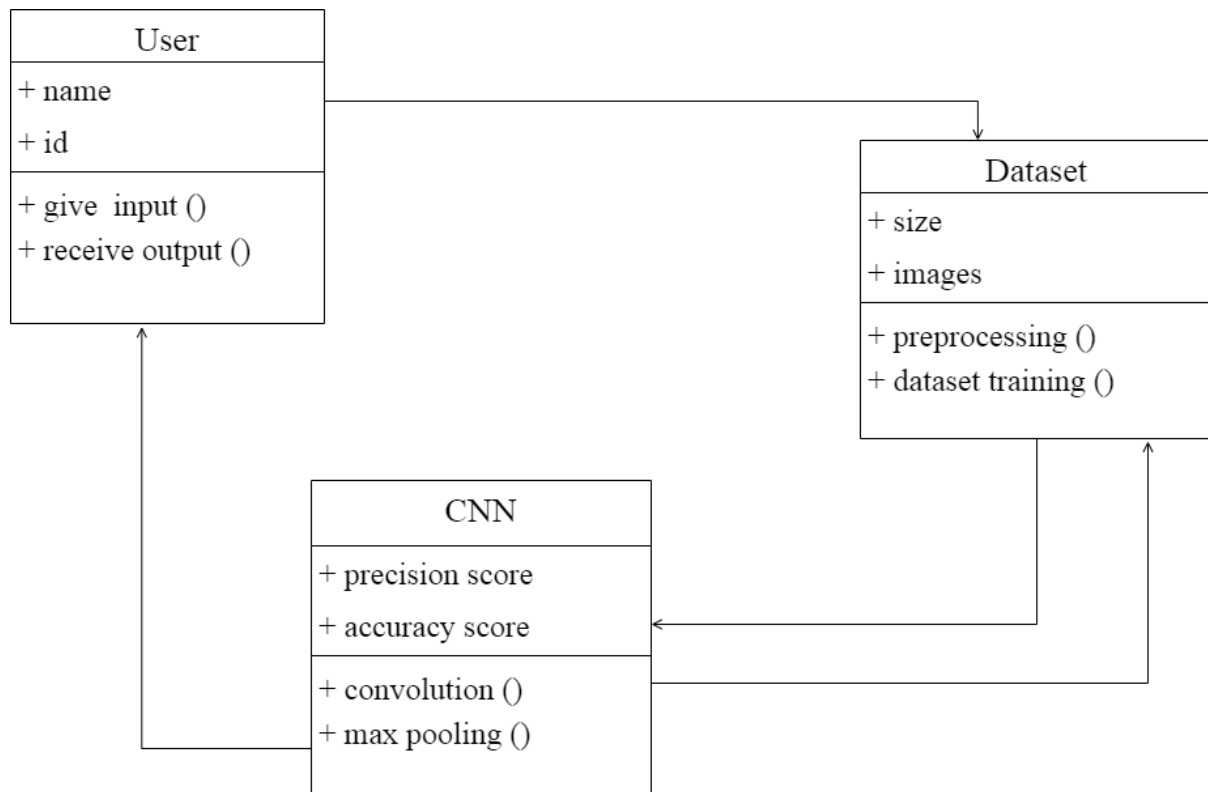 User
+ name
+ id
+ give  input ()
+ receive output ()
Dataset
+ size
+ images
+ preprocessing ()
+ dataset training ()
CNN
+ precision score
+ accuracy score
+ convolution ()
+ max pooling ()